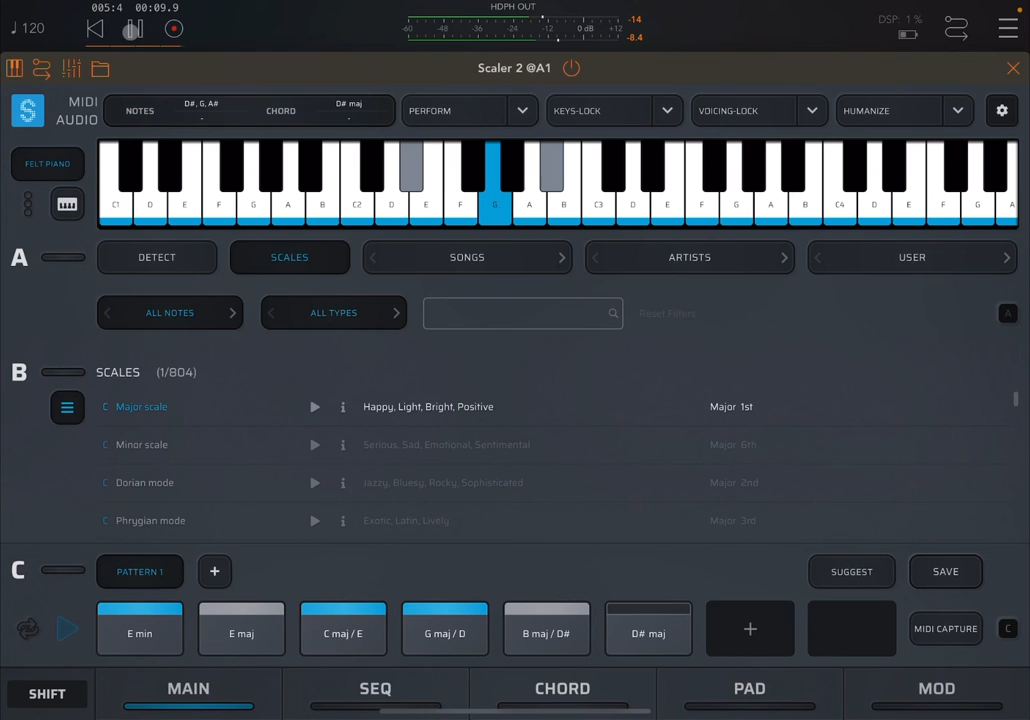 005:4 00:09.9 HDPH OUT
♩ 120 -60 -48 -36 -28 -20 -12 0 dB +12 -14 -8.4 DSP: 1 %
Scaler 2 @A1
MIDI AUDIO NOTES D#, G, A# - CHORD D# maj - PERFORM KEYS-LOCK VOICING-LOCK HUMANIZE
FELT PIANO
C1 D E F G A B C2 D E F G A B C3 D E F G A B C4 D E F G A
A DETECT SCALES SONGS ARTISTS USER
ALL NOTES ALL TYPES Reset Filters A
B SCALES (1/804)
C Major scale Happy, Light, Bright, Positive Major 1st
C Minor scale Serious, Sad, Emotional, Sentimental Major 6th
C Dorian mode Jazzy, Bluesy, Rocky, Sophisticated Major 2nd
C Phrygian mode Exotic, Latin, Lively Major 3rd
C PATTERN 1 + SUGGEST SAVE
E min E maj C maj / E G maj / D B maj / D# D# maj + MIDI CAPTURE C
SHIFT MAIN SEQ CHORD PAD MOD